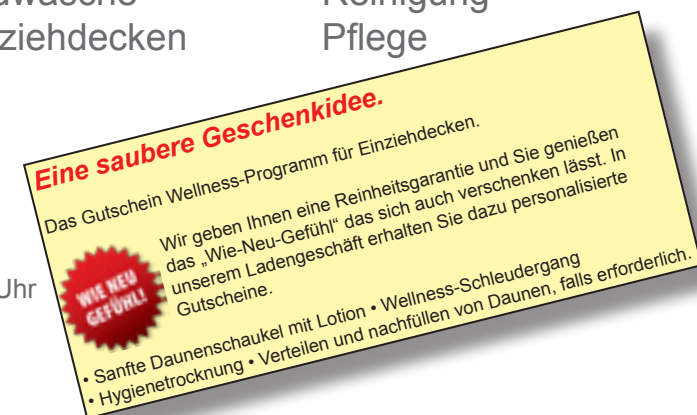 Reinigung
ziehdecken Pflege
Eine saubere Geschenkidee.
Das Gutschein Wellness-Programm für Einziehdecken.
Wir geben Ihnen eine Reinheitsgarantie und Sie genießen
das „Wie-Neu-Gefühl“ das sich auch verschenken lässt. In
unserem Ladengeschäft erhalten Sie dazu personalisierte
Gutscheine.
WIE NEU
GEFÜHL!
Uhr
• Sanfte Daunenschaukel mit Lotion • Wellness-Schleudergang
• Hygienetrocknung • Verteilen und nachfüllen von Daunen, falls erforderlich.